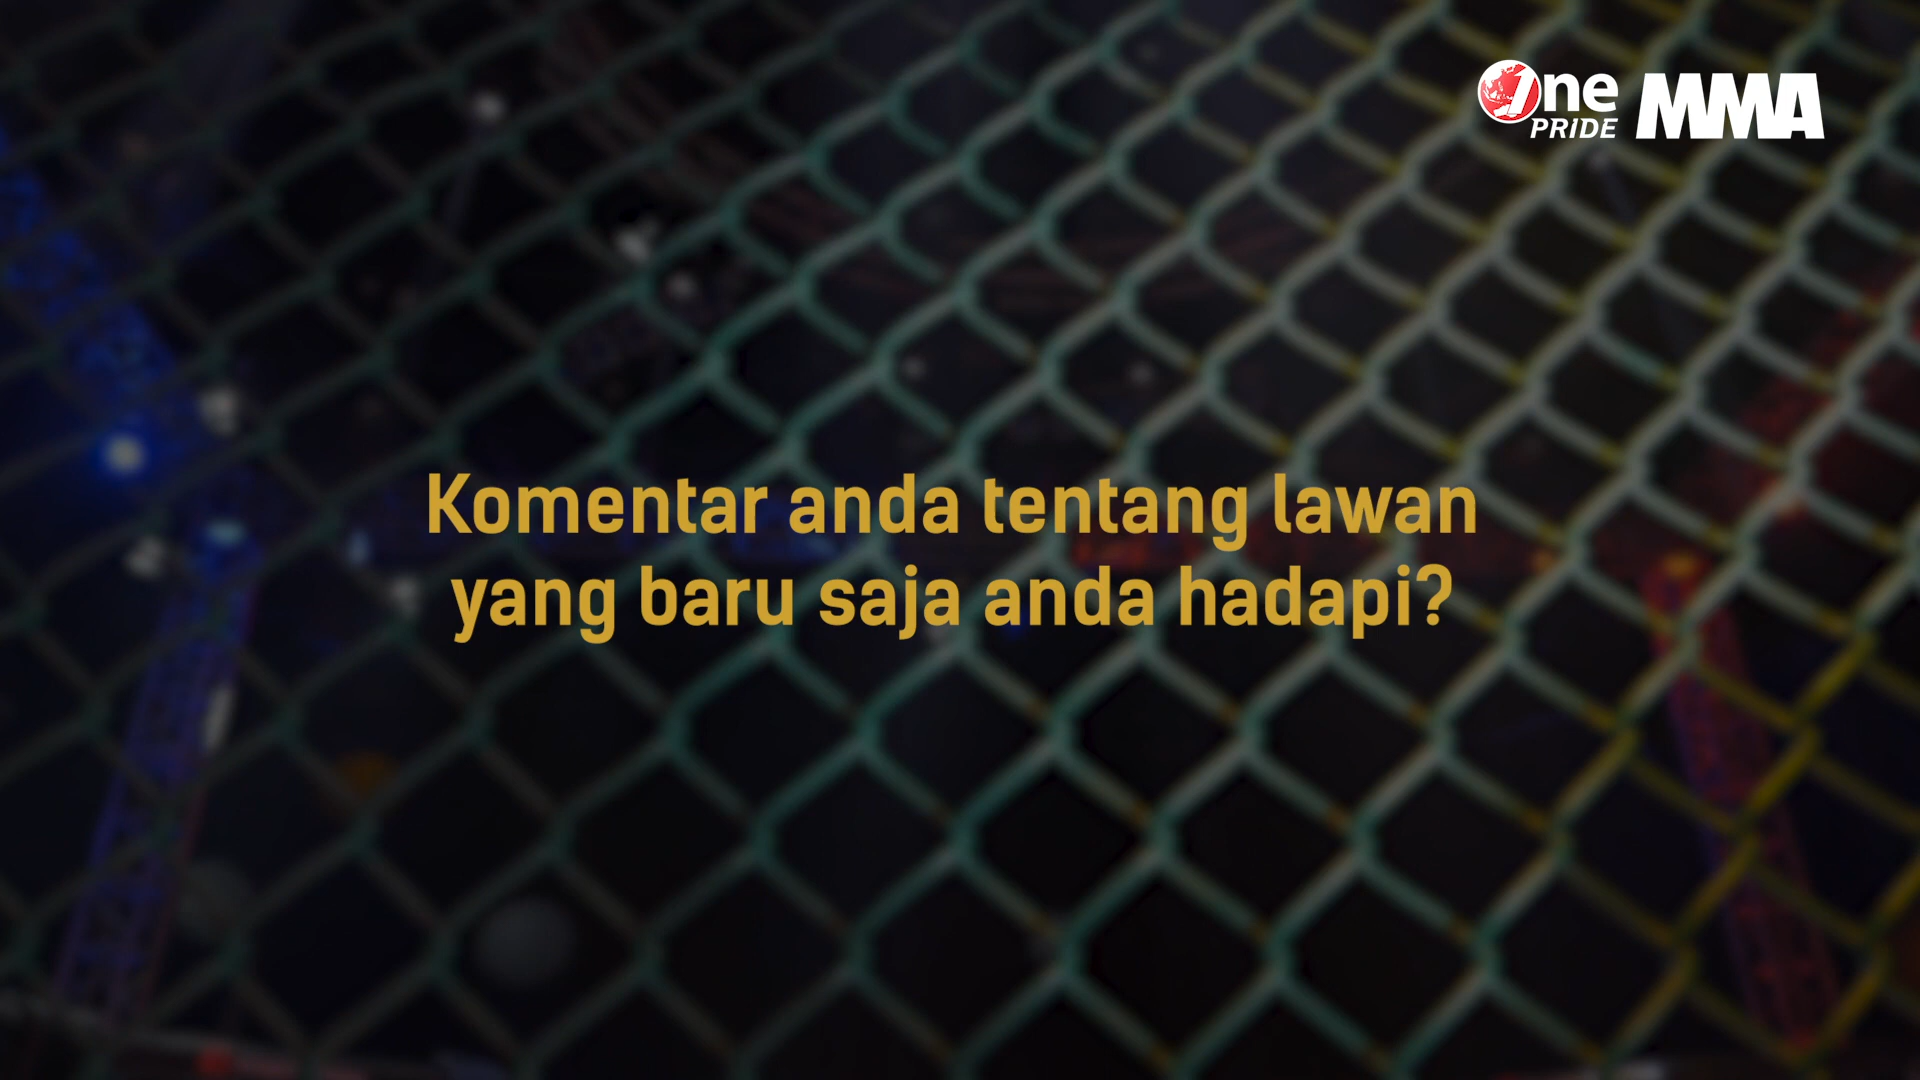 One PRIDE MMA
Komentar anda tentang lawan
yang baru saja anda hadapi?